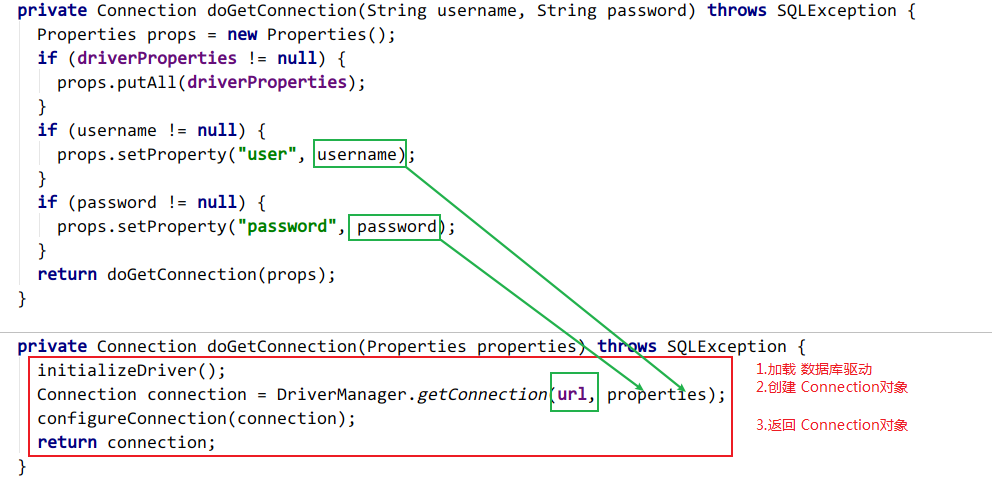 private Connection doGetConnection(String username, String password) throws SQLException {
Properties props = new Properties();
if (driverProperties != null) {
props.putAll(driverProperties);
}
if (username != null) {
props.setProperty("user", username);
}
if (password != null) {
props.setProperty("password", password);
}
return doGetConnection(props);
}
private Connection doGetConnection(Properties properties) throws SQLException {
initializeDriver();
1.加载 数据库驱动
Connection connection = DriverManager.getConnection(url, properties);
2.创建 Connection对象
configureConnection(connection);
3.返回 Connection对象
return connection;
}